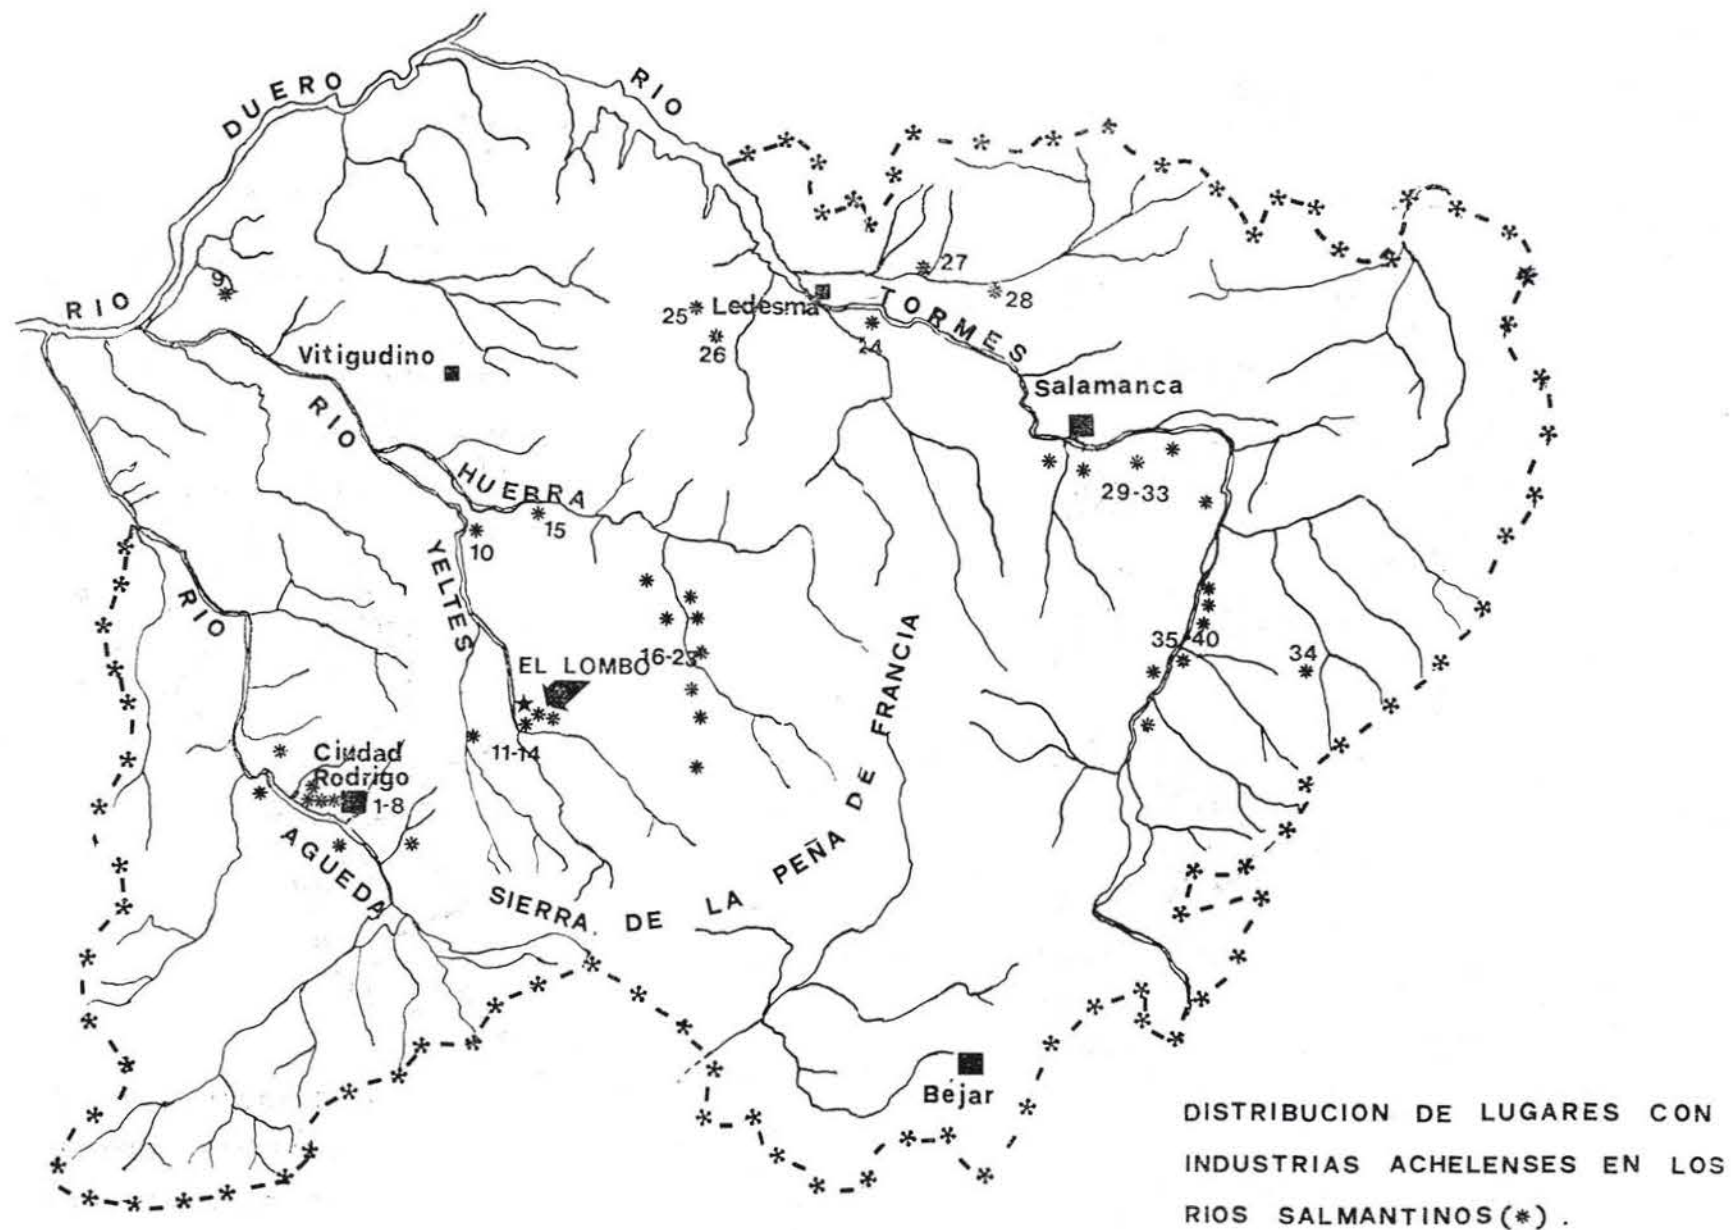 RIO DUERO
RIO
TORMES
9
27
28
25
Ledesma
26
24
Vitigudino
Salamanca
RIO
HUEBRA
29-33
15
10
YELTES
RIO
AGUEDA
EL LOMBO
16-23
35-40
34
11-14
Ciudad
Rodrigo
1-8
SIERRA DE LA PEÑA DE FRANCIA
Béjar
DISTRIBUCION DE LUGARES CON
INDUSTRIAS ACHELENSES EN LOS
RIOS SALMANTINOS (*) .